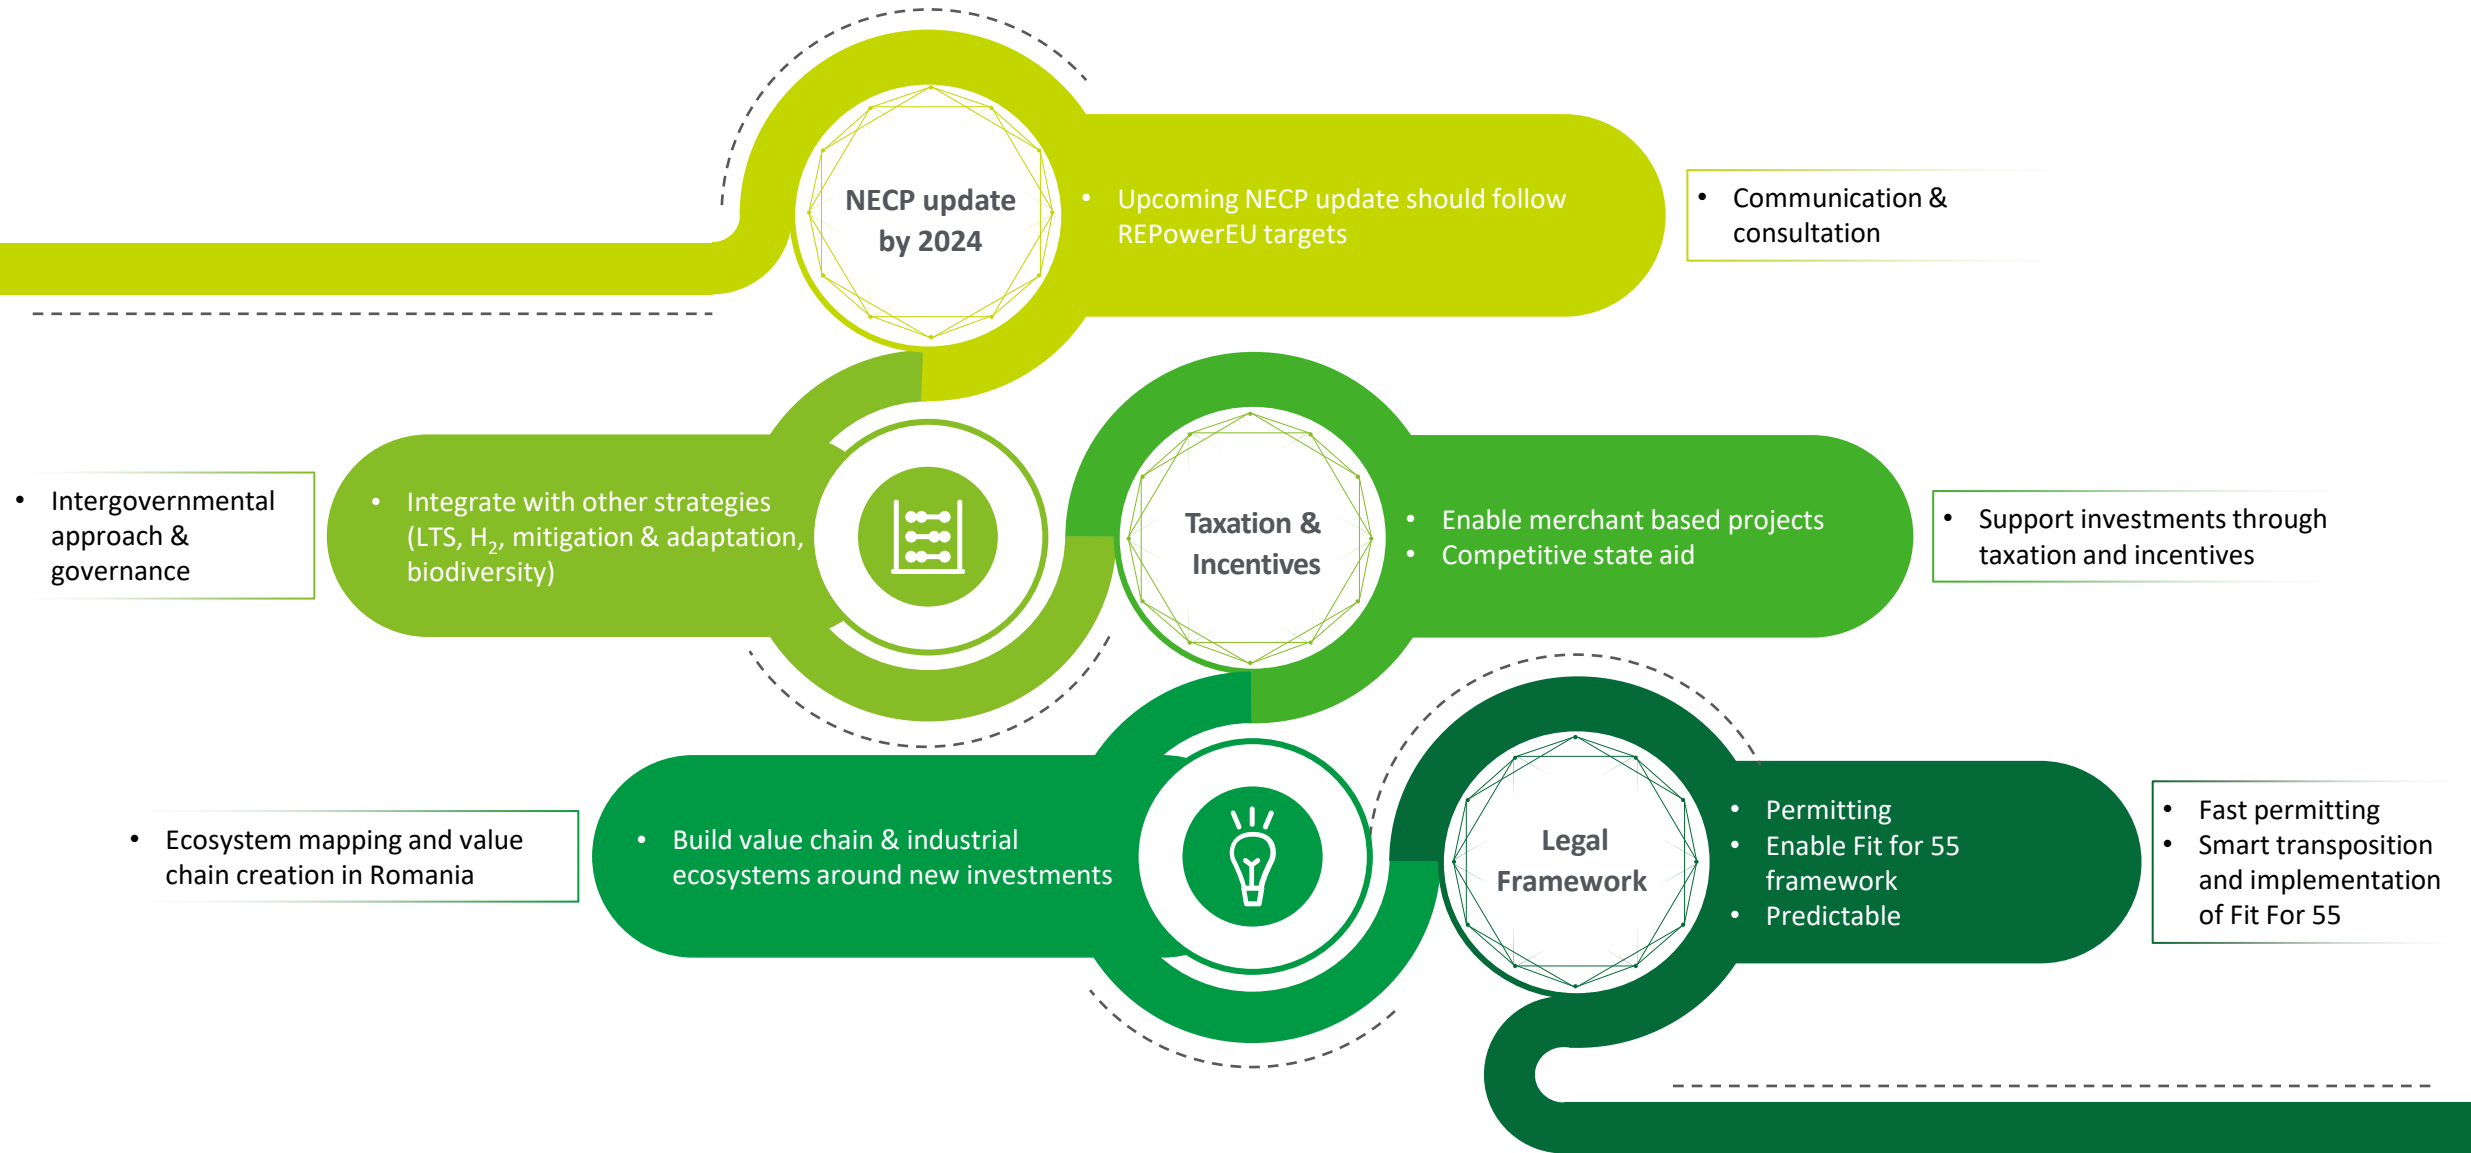 NECP update
by 2024
• Upcoming NECP update should follow
REPowerEU targets
• Communication &
consultation
• Intergovernmental
approach &
governance
• Integrate with other strategies
(LTS, H₂, mitigation & adaptation,
biodiversity)
Taxation &
Incentives
• Enable merchant based projects
• Competitive state aid
• Support investments through
taxation and incentives
• Ecosystem mapping and value
chain creation in Romania
• Build value chain & industrial
ecosystems around new investments
Legal
Framework
• Permitting
• Enable Fit for 55
framework
• Predictable
• Fast permitting
• Smart transposition
and implementation
of Fit For 55